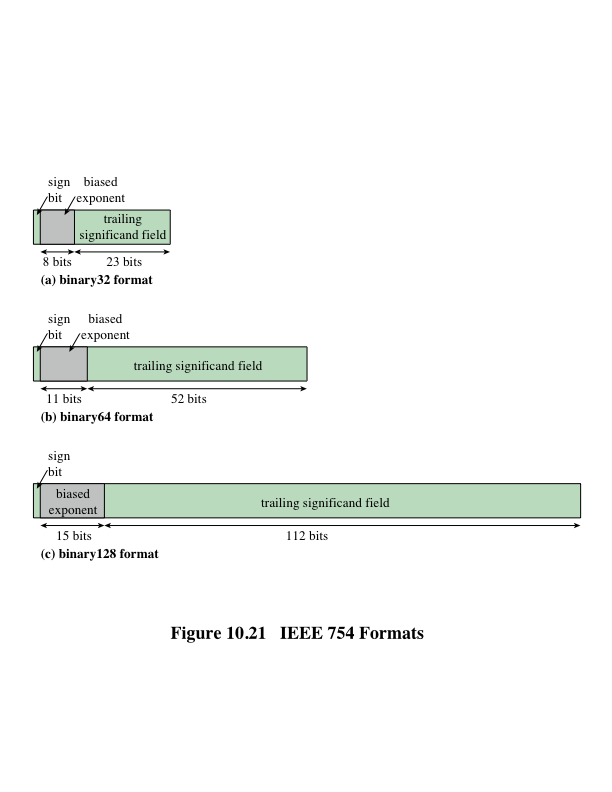 sign biased
bit exponent
trailing
significand field
8 bits 23 bits
(a) binary32 format
sign biased
bit exponent
trailing significand field
11 bits 52 bits
(b) binary64 format
sign
bit
biased
exponent
trailing significand field
15 bits 112 bits
(c) binary128 format
Figure 10.21 IEEE 754 Formats